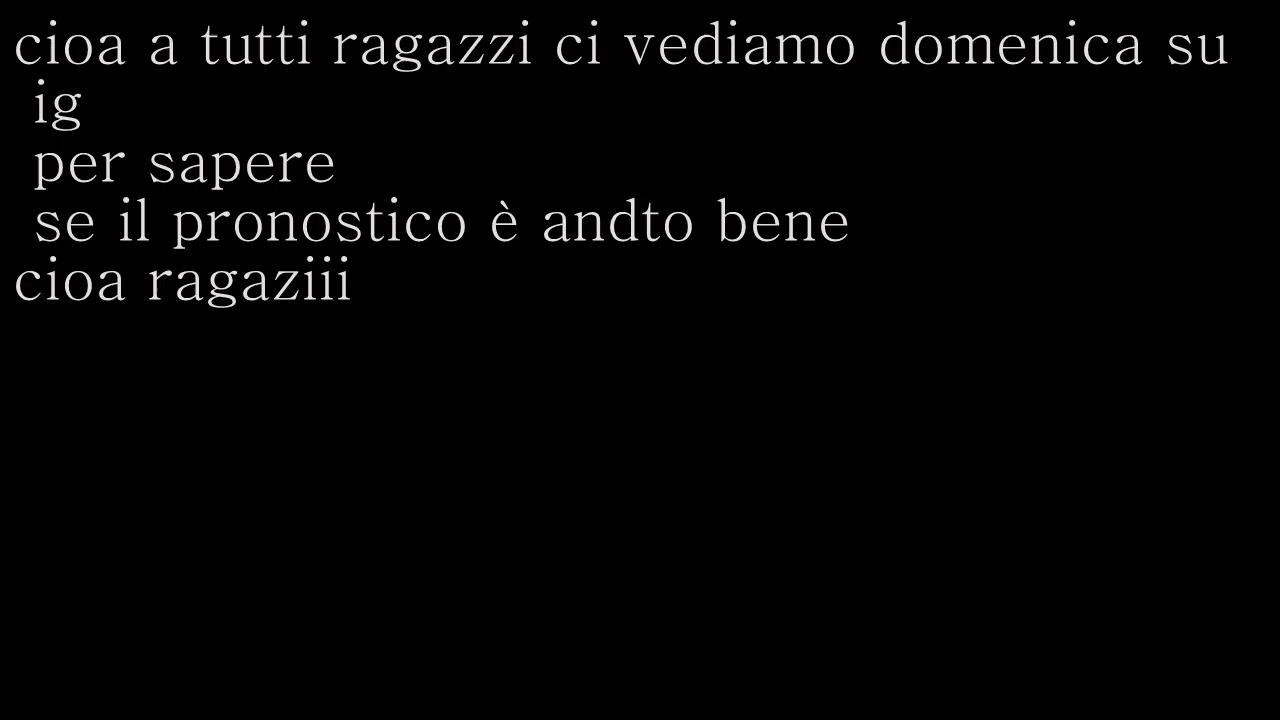 cioa a tutti ragazzi ci vediamo domenica su
ig
per sapere
se il pronostico è andto bene
cioa ragaziii